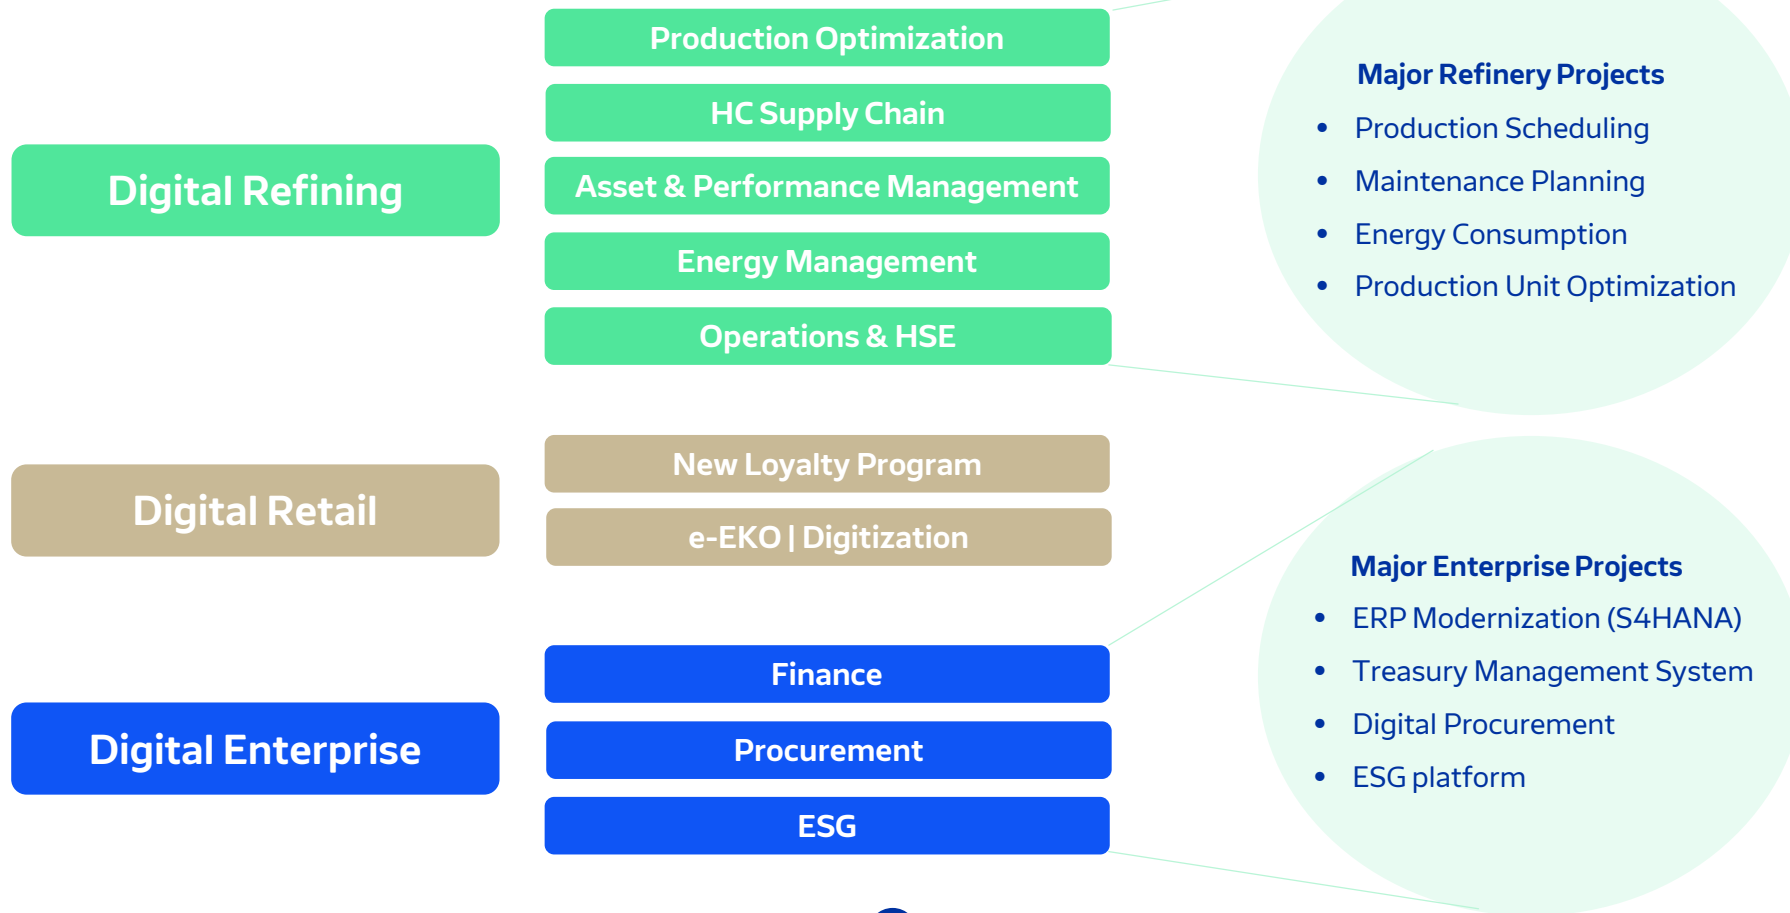 Digital Refining
Production Optimization
HC Supply Chain
Asset & Performance Management
Energy Management
Operations & HSE
Major Refinery Projects
• Production Scheduling
• Maintenance Planning
• Energy Consumption
• Production Unit Optimization
Digital Retail
New Loyalty Program
e-EKO | Digitization
Digital Enterprise
Finance
Procurement
ESG
Major Enterprise Projects
• ERP Modernization (S4HANA)
• Treasury Management System
• Digital Procurement
• ESG platform